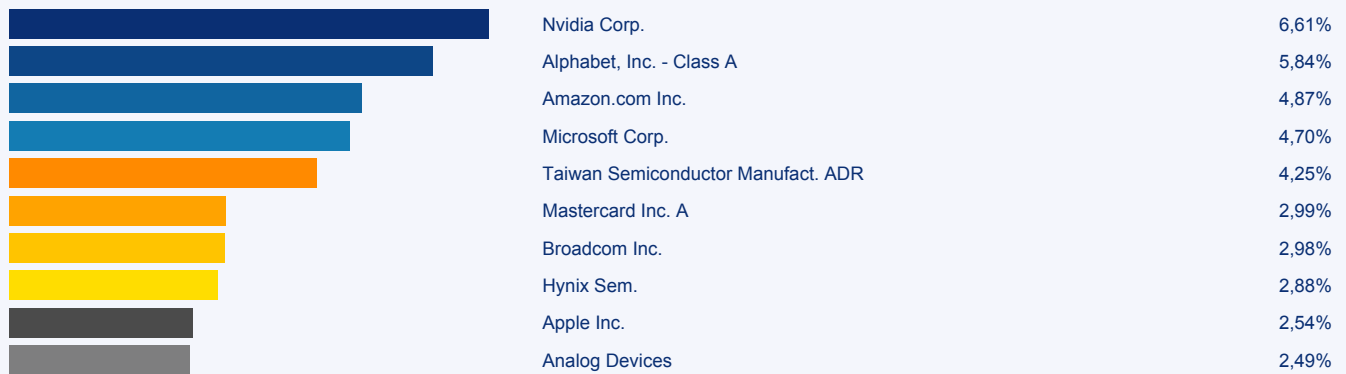 Nvidia Corp. 6,61%
Alphabet, Inc. - Class A 5,84%
Amazon.com Inc. 4,87%
Microsoft Corp. 4,70%
Taiwan Semiconductor Manufact. ADR 4,25%
Mastercard Inc. A 2,99%
Broadcom Inc. 2,98%
Hynix Sem. 2,88%
Apple Inc. 2,54%
Analog Devices 2,49%